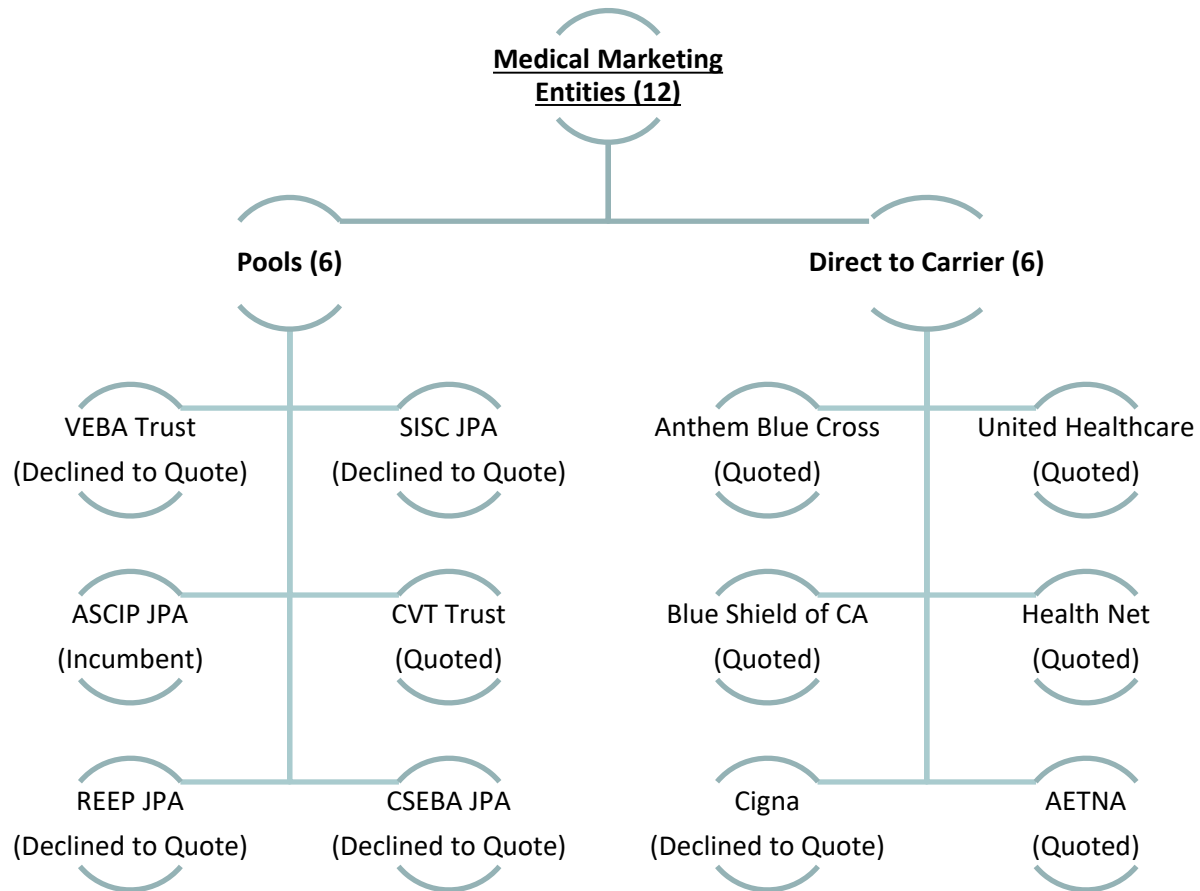 Medical Marketing
Entities (12)
Pools (6)
Direct to Carrier (6)
VEBA Trust
(Declined to Quote)
SISC JPA
(Declined to Quote)
Anthem Blue Cross
(Quoted)
United Healthcare
(Quoted)
ASCIP JPA
(Incumbent)
CVT Trust
(Quoted)
Blue Shield of CA
(Quoted)
Health Net
(Quoted)
REEP JPA
(Declined to Quote)
CSEBA JPA
(Declined to Quote)
Cigna
(Declined to Quote)
AETNA
(Quoted)